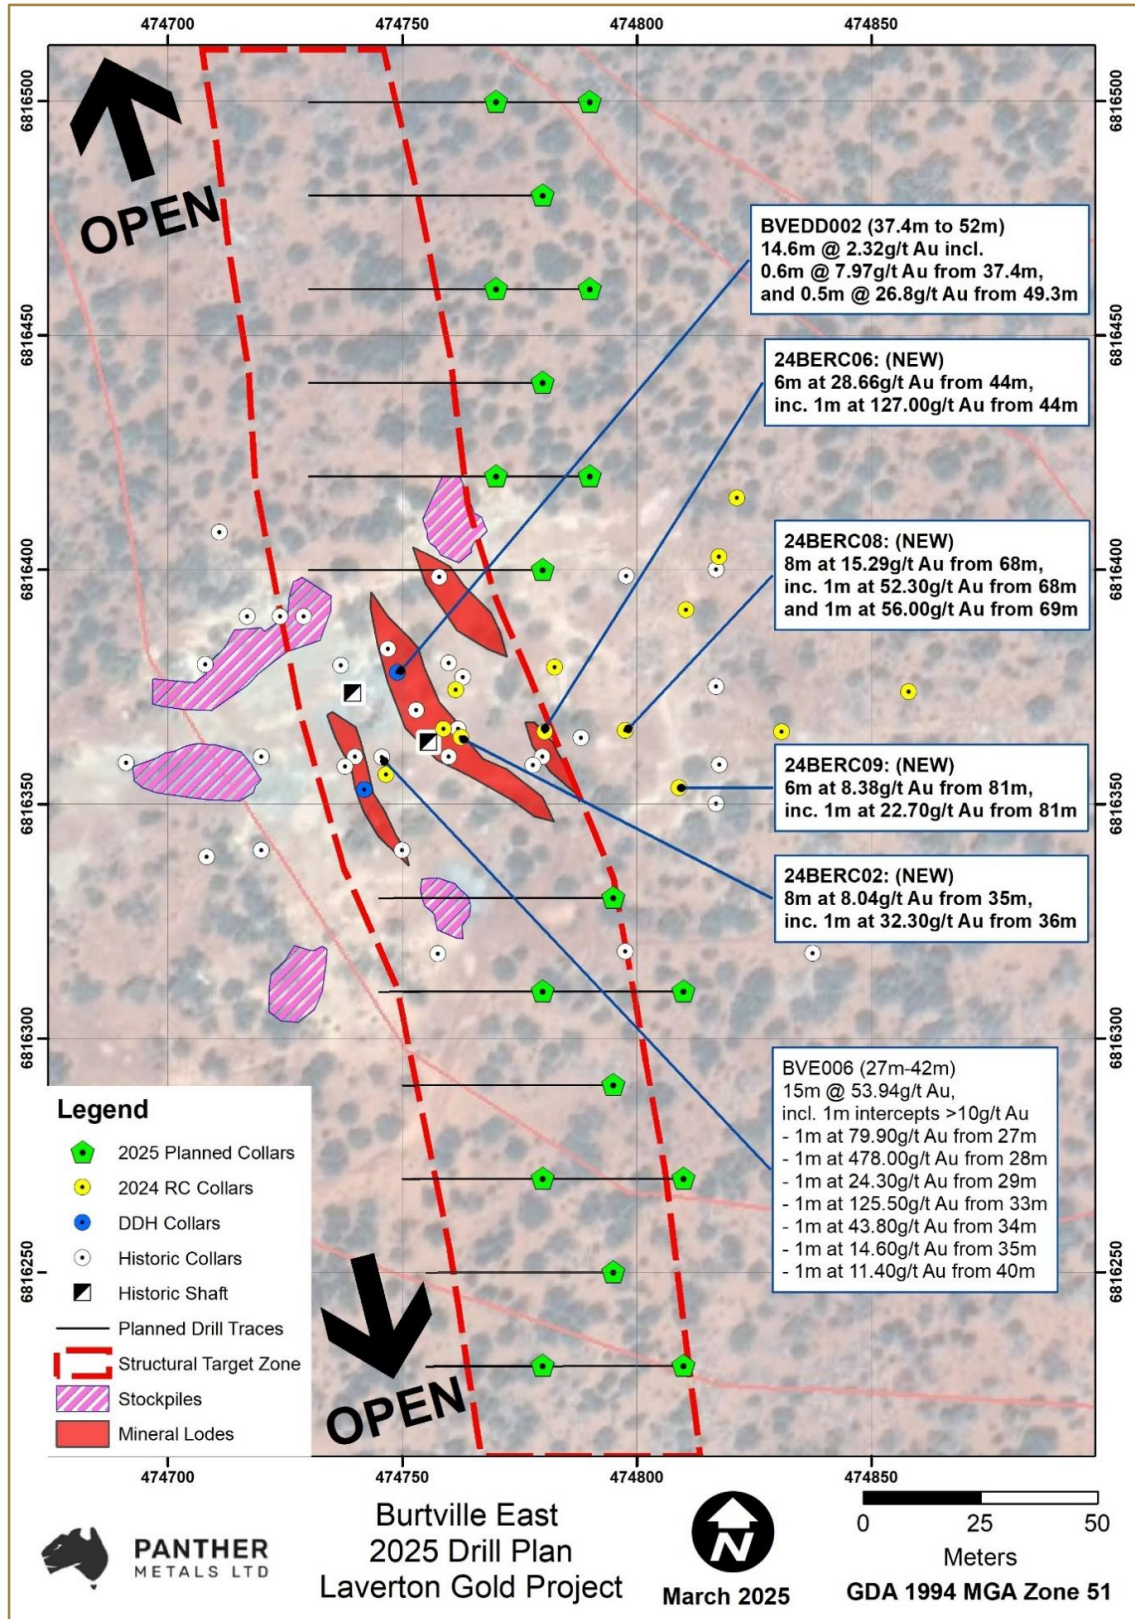 474700
474750
474800
474850
6816500
6816500
OPEN
BVEDD002 (37.4m to 52m)
14.6m @ 2.32g/t Au incl.
0.6m @ 7.97g/t Au from 37.4m,
and 0.5m @ 26.8g/t Au from 49.3m
6816450
6816450
24BERC06: (NEW)
6m at 28.66g/t Au from 44m,
inc. 1m at 127.00g/t Au from 44m
24BERC08: (NEW)
8m at 15.29g/t Au from 68m,
inc. 1m at 52.30g/t Au from 68m
and 1m at 56.00g/t Au from 69m
6816400
6816400
24BERC09: (NEW)
6m at 8.38g/t Au from 81m,
inc. 1m at 22.70g/t Au from 81m
6816350
6816350
24BERC02: (NEW)
8m at 8.04g/t Au from 35m,
inc. 1m at 32.30g/t Au from 36m
6816300
6816300
BVE006 (27m-42m)
15m @ 53.94g/t Au,
incl. 1m intercepts >10g/t Au
- 1m at 79.90g/t Au from 27m
- 1m at 478.00g/t Au from 28m
- 1m at 24.30g/t Au from 29m
- 1m at 125.50g/t Au from 33m
- 1m at 43.80g/t Au from 34m
- 1m at 14.60g/t Au from 35m
- 1m at 11.40g/t Au from 40m
6816250
6816250
Legend
2025 Planned Collars
2024 RC Collars
DDH Collars
Historic Collars
Historic Shaft
Planned Drill Traces
Structural Target Zone
Stockpiles
Mineral Lodes
OPEN
474700
474750
474800
474850
PANTHER
METALS LTD
Burtville East
2025 Drill Plan
Laverton Gold Project
N
March 2025
0 25 50
Meters
GDA 1994 MGA Zone 51